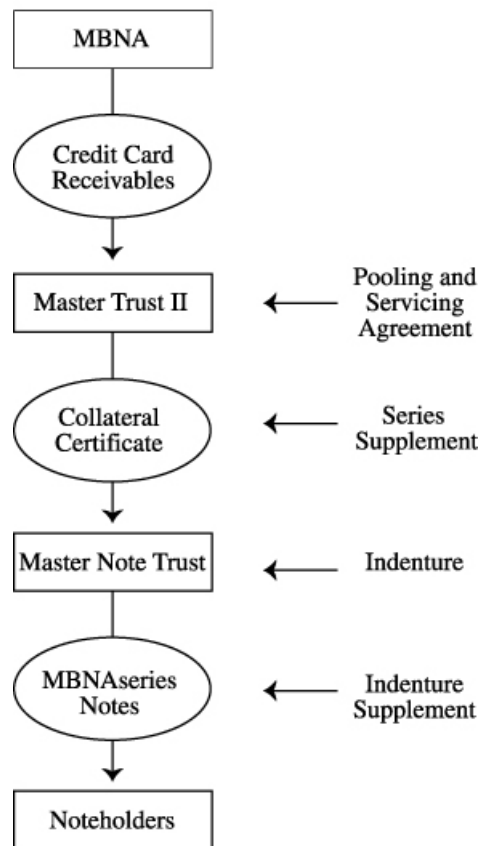 MBNA
Credit Card
Receivables
Master Trust II
Pooling and
Servicing
Agreement
Collateral
Certificate
Series
Supplement
Master Note Trust
Indenture
MBNAseries
Notes
Indenture
Supplement
Noteholders